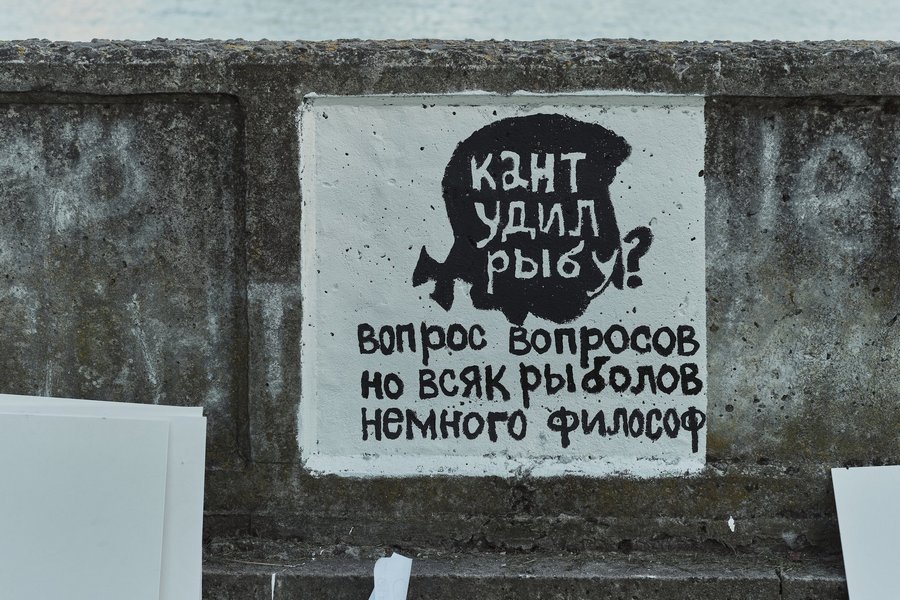 кант
удил
рыбу?
вопрос вопросов
но всяк рыболов
немного философ